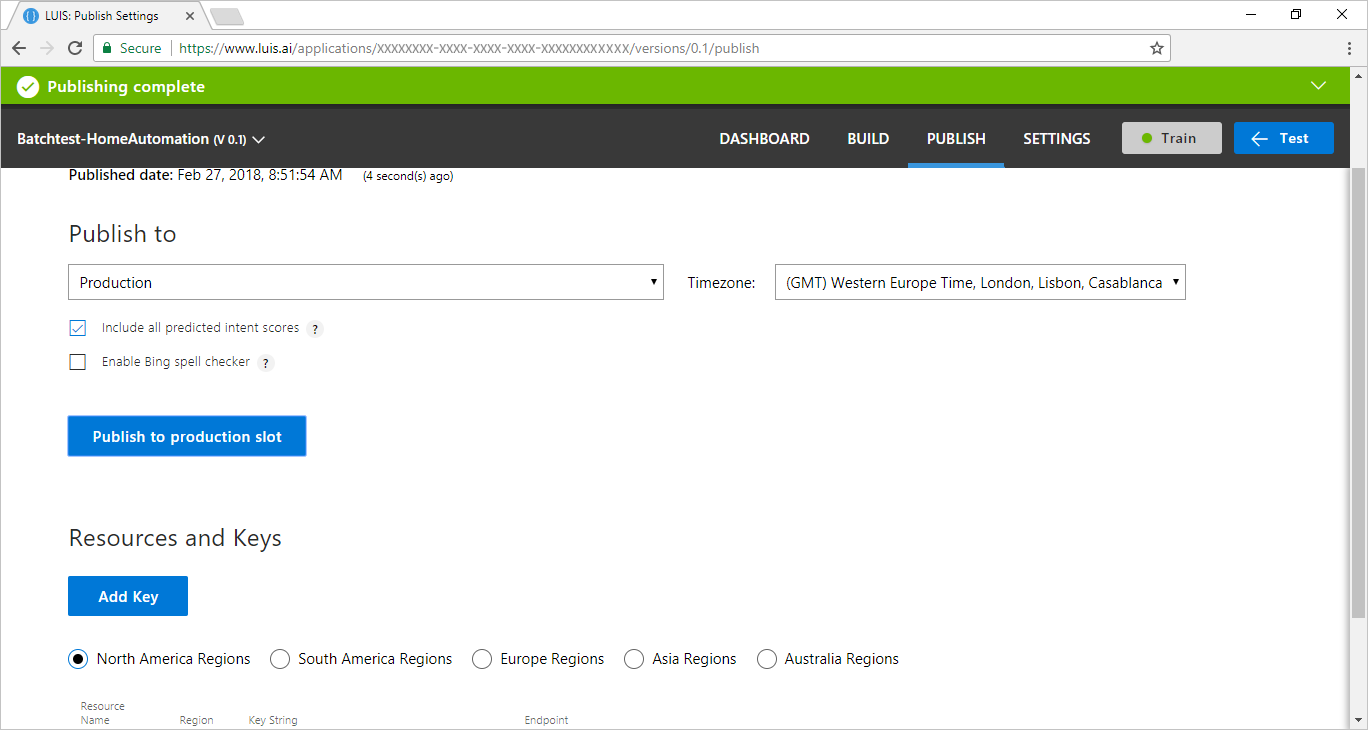 LUIS: Publish Settings
Secure https://www.luis.ai/applications/XXXXXXXX-XXXX-XXXX-XXXX-XXXXXXXXXXXX/versions/0.1/publish
Publishing complete
Batchtest-HomeAutomation (V 0.1) DASHBOARD BUILD PUBLISH SETTINGS Train Test
Published date: Feb 27, 2018, 8:51:54 AM (4 second(s) ago)
Publish to
Production Timezone: (GMT) Western Europe Time, London, Lisbon, Casablanca
Include all predicted intent scores ?
Enable Bing spell checker ?
Publish to production slot
Resources and Keys
Add Key
North America Regions South America Regions Europe Regions Asia Regions Australia Regions
Resource
Name Region Key String Endpoint